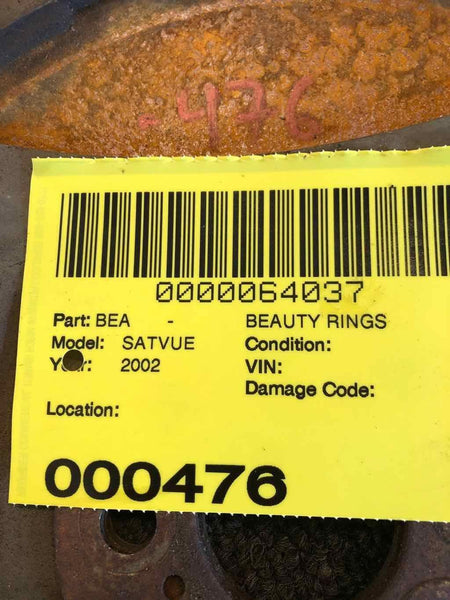 -476
0000064037
Part: BEA - BEAUTY RINGS
Model: SATVUE Condition:
Year: 2002 VIN:
Damage Code:
Location:
000476